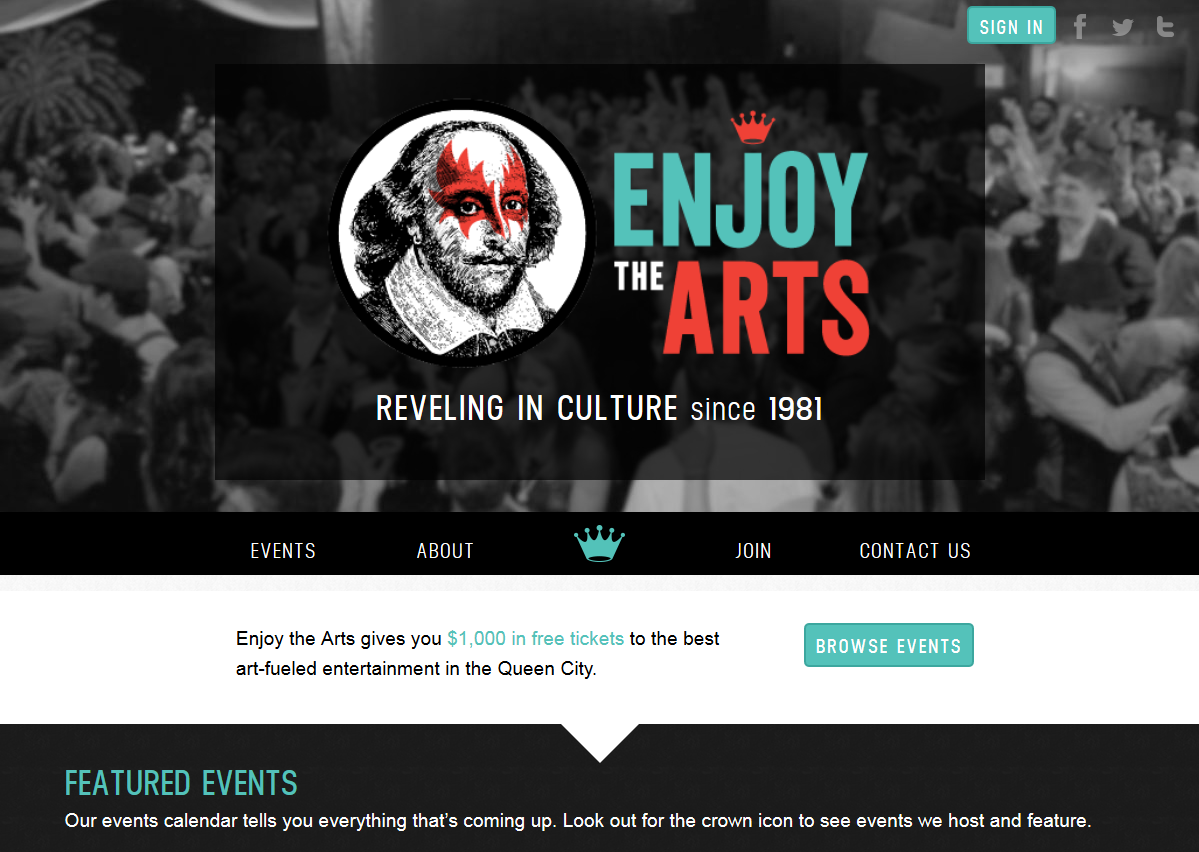 SIGN IN
ENJOY
THE ARTS
REVELING IN CULTURE since 1981
EVENTS
ABOUT
JOIN
CONTACT US
Enjoy the Arts gives you $1,000 in free tickets to the best
art-fueled entertainment in the Queen City.
BROWSE EVENTS
FEATURED EVENTS
Our events calendar tells you everything that’s coming up. Look out for the crown icon to see events we host and feature.